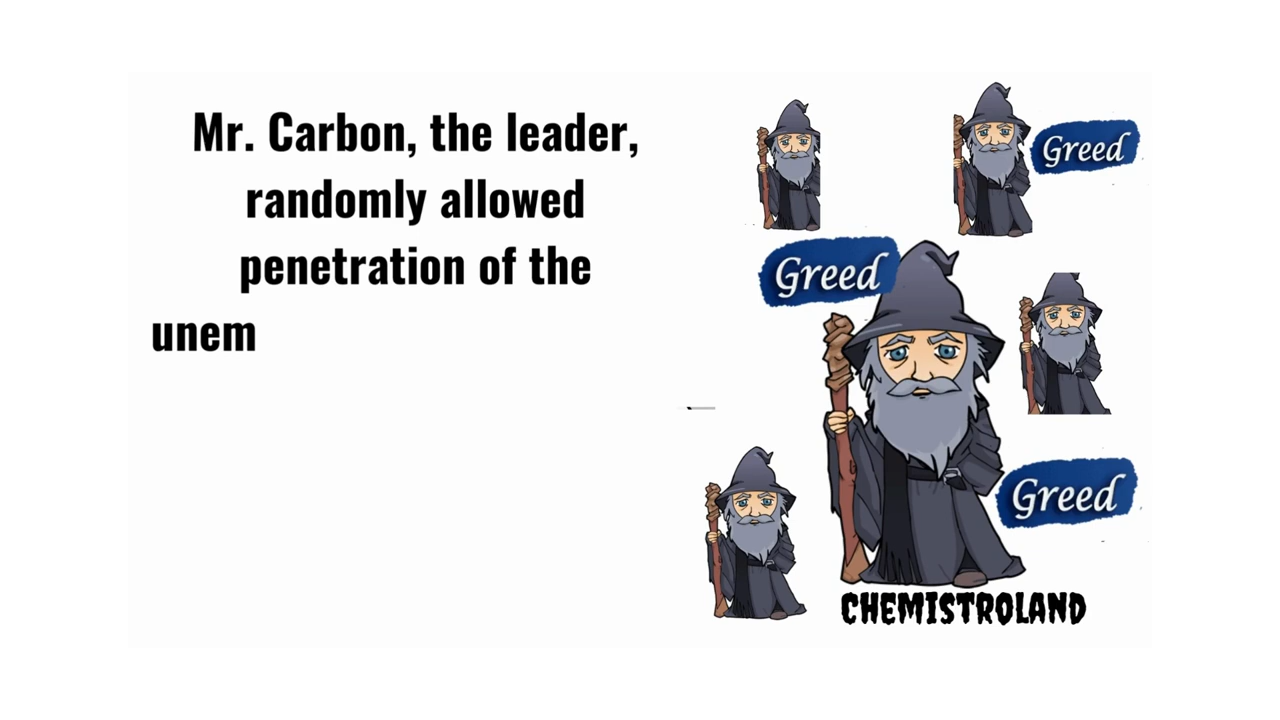 Mr. Carbon, the leader,
randomly allowed
penetration of the
unem
Greed
Greed
Greed
CHEMISTROLAND